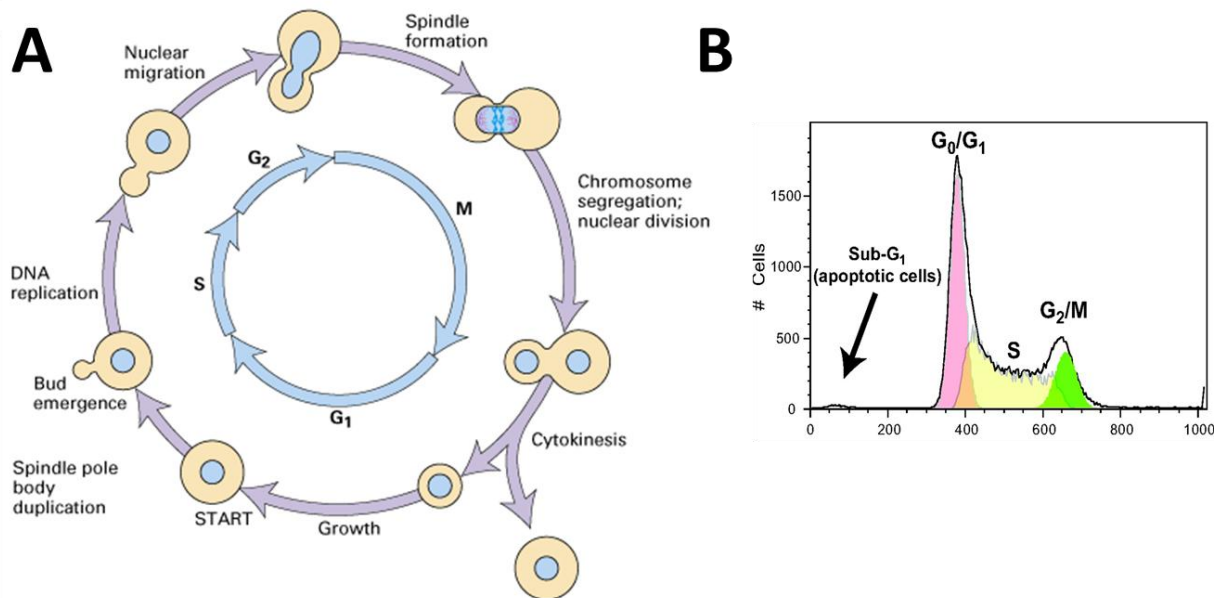 A
Spindle
formation
Nuclear
migration
G2
M
Chromosome
segregation;
nuclear division
S
DNA
replication
G1
Bud
emergence
Cytokinesis
Spindle pole
body
duplication
START
Growth
B
G0/G1
1500
Sub-G1
(apoptotic cells)
1000
# Cells
G2/M
500
S
0
0 200 400 600 800 1000